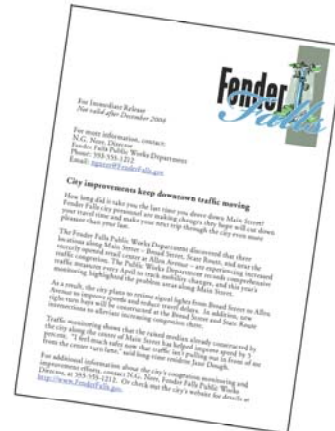 Fender
Falls
For Immediate Release
Not valid after December 2004
For more information, contact:
N.G. Neer, Director
Fender Falls Public Works Department
Phone: 555-555-1212
Email: ngneer@FenderFalls.gov
City improvements keep downtown traffic moving
How long did it take you the last time you drove down Main Street?
Fender Falls city personnel are making changes they hope will cut down
your travel time and make your next trip through the city even more
pleasant than your last.
The Fender Falls Public Works Department discovered that three
locations along Main Street – Broad Street, State Route, and near the
recently opened retail center at Allen Avenue – are experiencing increased
traffic congestion. The Public Works Department records comprehensive
traffic measures every April to track mobility changes, and this year's
monitoring highlighted the problem areas along Main Street.
As a result, the city plans to retime signal lights from Broad Street to Allen
Avenue to improve speeds and reduce travel delays. In addition, new
right-turn bays will be constructed at the Broad Street and State Route
intersections to alleviate increasing congestion there.
Traffic monitoring shows that the raised median already constructed by
the city along the center of Main Street has helped improve speed by 5
percent. "I feel much safer now that traffic isn't pulling out in front of me
from the center turn lane," said long-time resident Jane Dough.
For additional information about the city's congestion monitoring and
improvement efforts, contact N.G. Neer, Fender Falls Public Works
Director, at 555-555-1212. Or check out the city's website for details at
http://www.FenderFalls.gov.